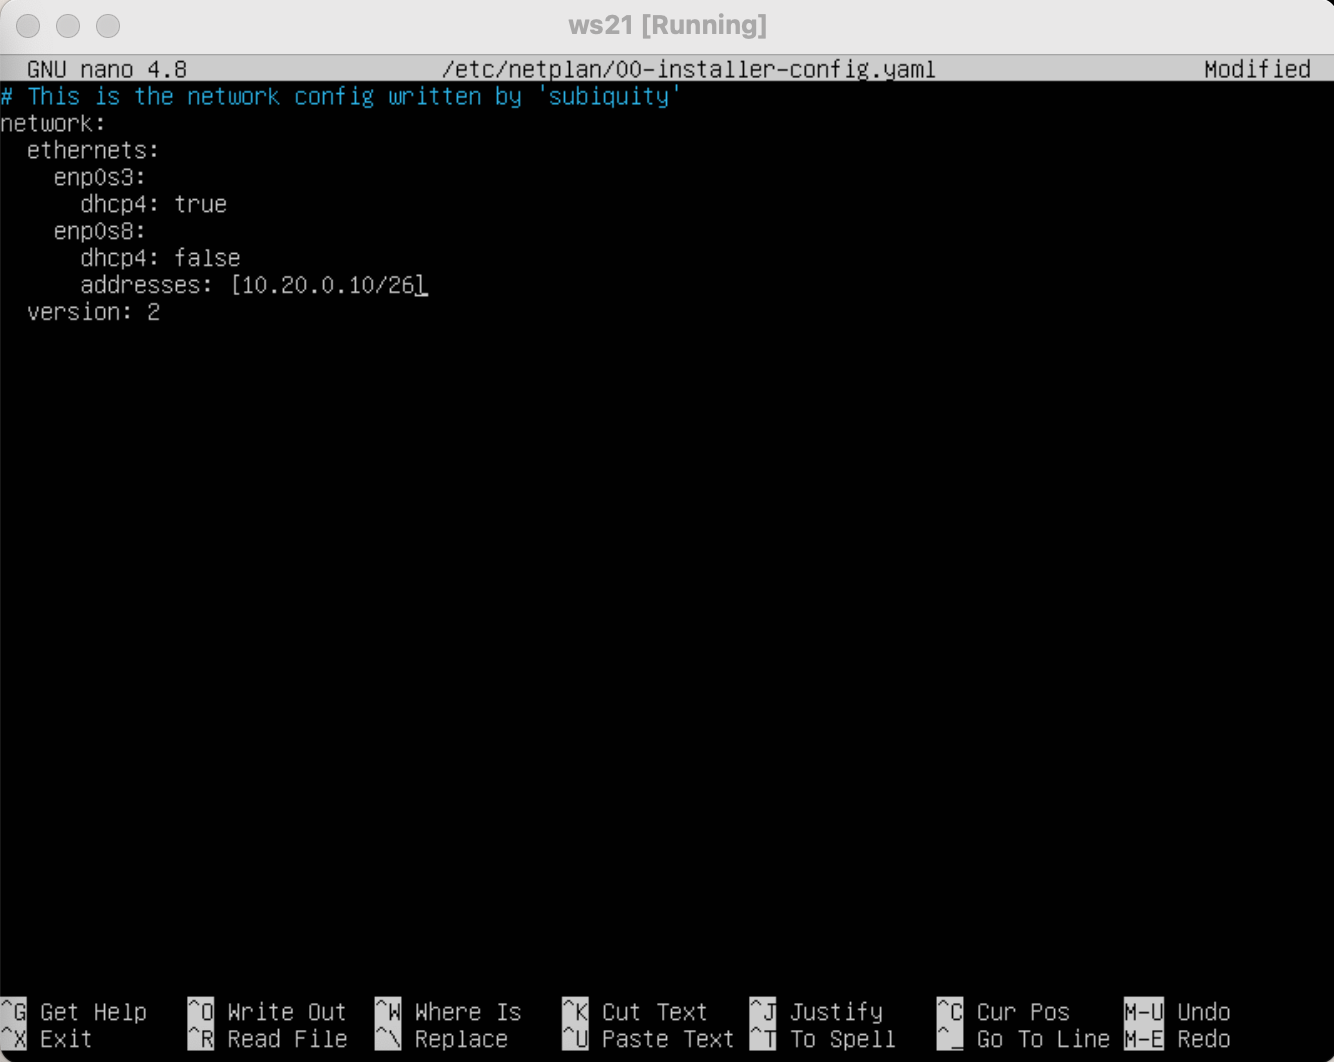 ws21 [Running]
GNU nano 4.8 /etc/netplan/00-installer-config.yaml Modified
# This is the network config written by 'subiquity'
network:
  ethernets:
    enp0s3:
      dhcp4: true
    enp0s8:
      dhcp4: false
      addresses: [10.20.0.10/26]
  version: 2
^G Get Help ^O Write Out ^W Where Is ^K Cut Text ^J Justify ^C Cur Pos M-U Undo
^X Exit ^R Read File ^\ Replace ^U Paste Text ^T To Spell ^_ Go To Line M-E Redo